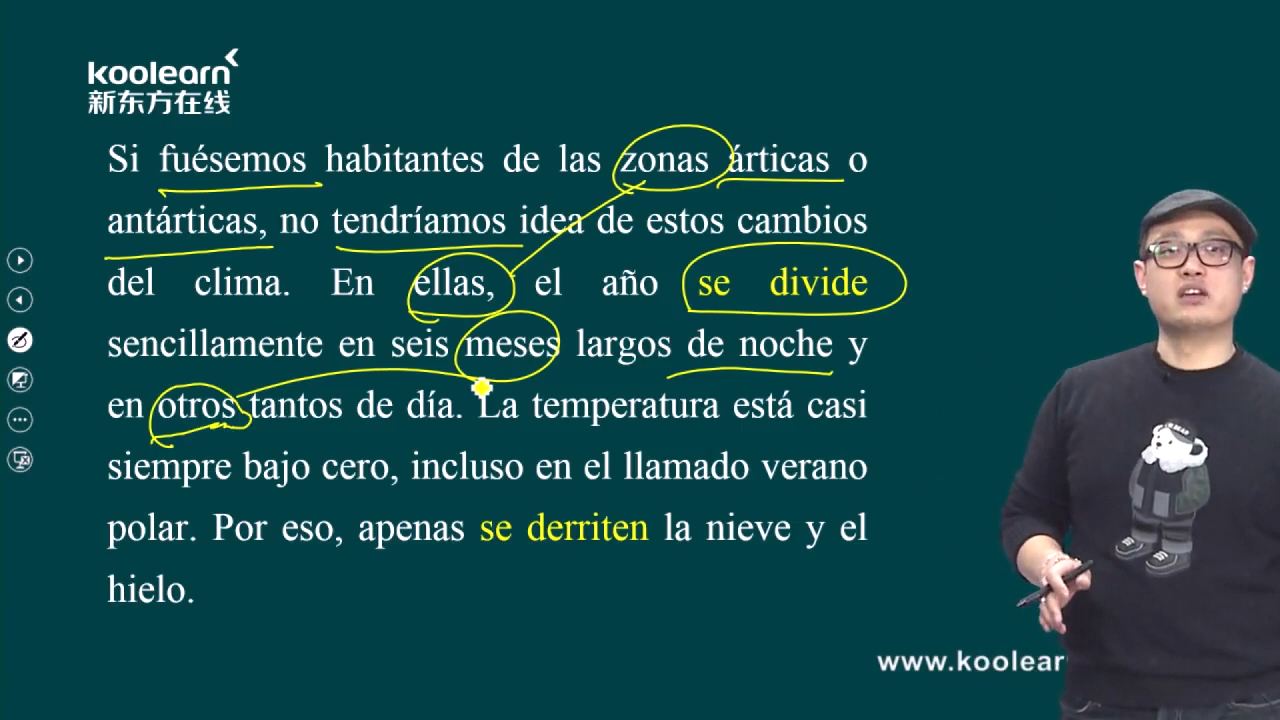 koolearn
新东方在线
Si fuésemos habitantes de las zonas árticas o
antárticas, no tendríamos idea de estos cambios
del clima. En ellas, el año se divide
sencillamente en seis meses largos de noche y
en otros tantos de día. La temperatura está casi
siempre bajo cero, incluso en el llamado verano
polar. Por eso, apenas se derriten la nieve y el
hielo.
www.koolear